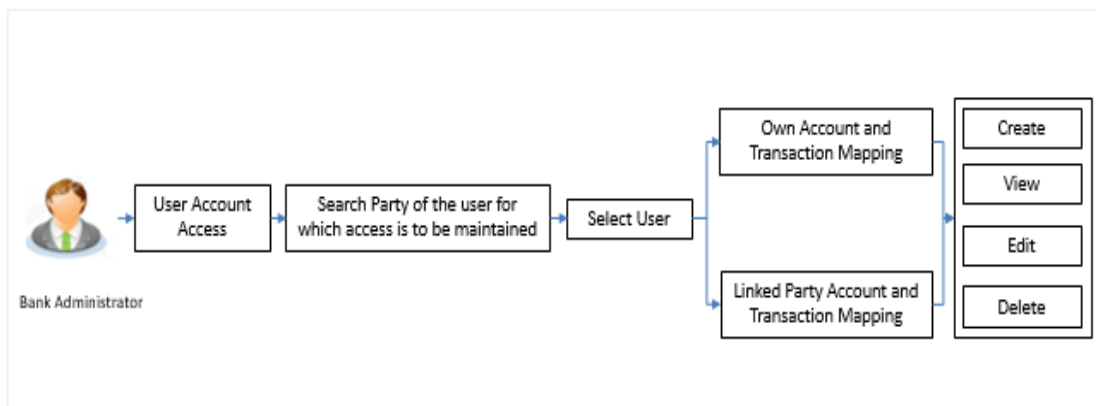 Bank Administrator
User Account
Access
Search Party of the user for
which access is to be maintained
Select User
Own Account and
Transaction Mapping
Linked Party Account and
Transaction Mapping
Create
View
Edit
Delete